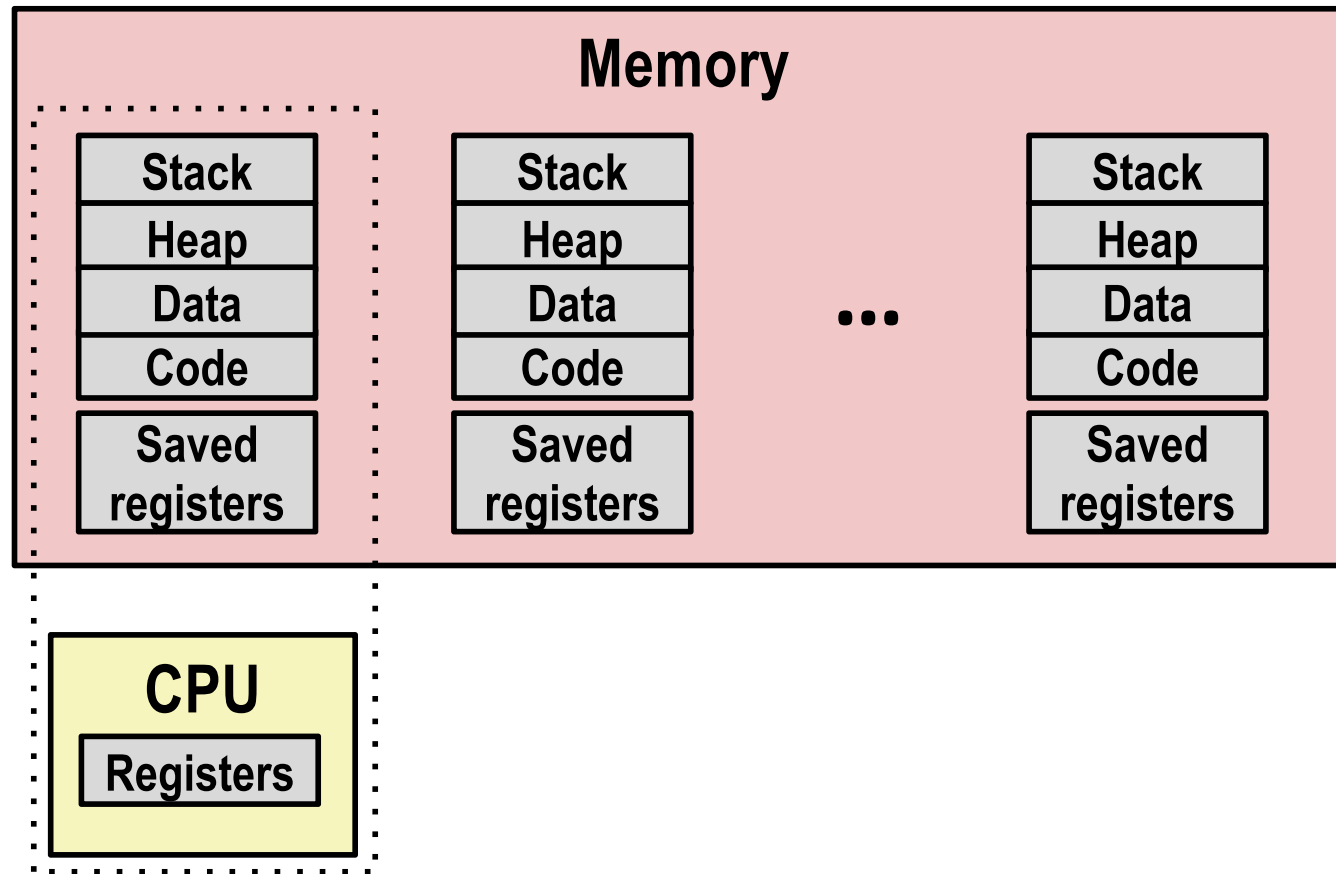 Memory
Stack
Heap
Data
Code
Saved
registers
Stack
Heap
Data
Code
Saved
registers
...
Stack
Heap
Data
Code
Saved
registers
CPU
Registers